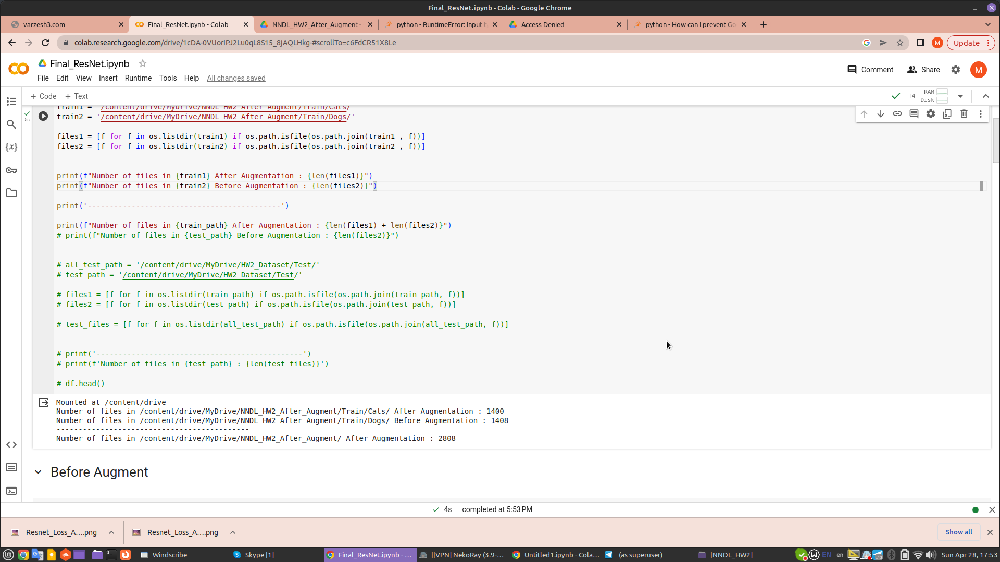 Final_ResNet.ipynb - Colab - Google Chrome
varzesh3.com
Final_ResNet.ipynb - Colab
NNDL_HW2_After_Augment -
python - RuntimeError: Input t
Access Denied
python - How can I prevent Go
colab.research.google.com/drive/1cDA-0VUorIPJ2Lu0qL8S15_8jAQLHkg-#scrollTo=c6FdCR51X8Le
M
Update
Final_ResNet.ipynb
File Edit View Insert Runtime Tools Help All changes saved
Comment
Share
M
+ Code + Text
T4
RAM
Disk
5s
train1 = '/content/drive/MyDrive/NNDL_HW2_After_Augment/Train/Cats/'
train2 = '/content/drive/MyDrive/NNDL_HW2_After_Augment/Train/Dogs/'
files1 = [f for f in os.listdir(train1) if os.path.isfile(os.path.join(train1 , f))]
files2 = [f for f in os.listdir(train2) if os.path.isfile(os.path.join(train2 , f))]
print(f"Number of files in {train1} After Augmentation : {len(files1)}")
print(f"Number of files in {train2} Before Augmentation : {len(files2)}")
print('--------------------------------------------')
print(f"Number of files in {train_path} After Augmentation : {len(files1) + len(files2)}")
# print(f"Number of files in {test_path} Before Augmentation : {len(files2)}")
# all_test_path = '/content/drive/MyDrive/HW2_Dataset/Test/'
# test_path = '/content/drive/MyDrive/HW2_Dataset/Test/'
# files1 = [f for f in os.listdir(train_path) if os.path.isfile(os.path.join(train_path, f))]
# files2 = [f for f in os.listdir(test_path) if os.path.isfile(os.path.join(test_path, f))]
# test_files = [f for f in os.listdir(all_test_path) if os.path.isfile(os.path.join(all_test_path, f))]
# print('-----------------------------------------------')
# print(f'Number of files in {test_path} : {len(test_files)}')
# df.head()
Mounted at /content/drive
Number of files in /content/drive/MyDrive/NNDL_HW2_After_Augment/Train/Cats/ After Augmentation : 1400
Number of files in /content/drive/MyDrive/NNDL_HW2_After_Augment/Train/Dogs/ Before Augmentation : 1408
--------------------------------------------
Number of files in /content/drive/MyDrive/NNDL_HW2_After_Augment/ After Augmentation : 2808
Before Augment
4s completed at 5:53 PM
Resnet_Loss_A....png
Resnet_Loss_A....png
Show all
Windscribe
Skype [1]
Final_ResNet.ipynb - ...
[[VPN] NekoRay (3.9-...
Untitled1.ipynb - Cola...
(as superuser)
[NNDL_HW2]
EN
en
Sun Apr 28, 17:53